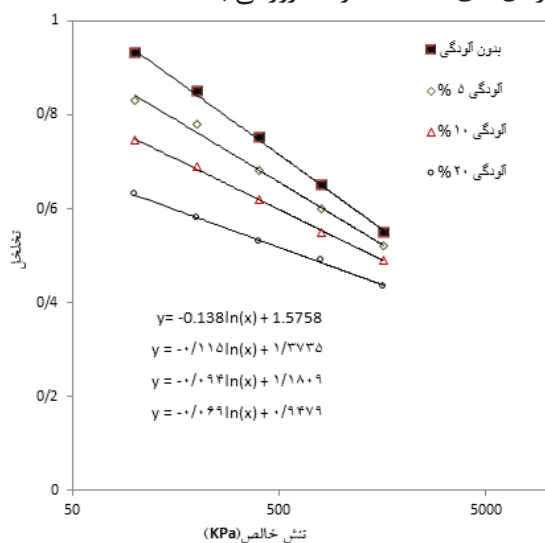 1
0/8
0/6
0/4
0/2
0
تخلخل
بدون آلودگی
آلودگی ۵ %
آلودگی ۱۰ %
آلودگی ۲۰ %
y= -0.138ln(x) + 1.5758
y = -۰/۱۱۵ln(x) + ۱/۳۷۳۵
y = -۰/۰۹۴ln(x) + ۱/۱۸۰۹
y = -۰/۰۶۹ln(x) + ۰/۹۴۷۹
50
500
5000
تنش خالص(KPa)